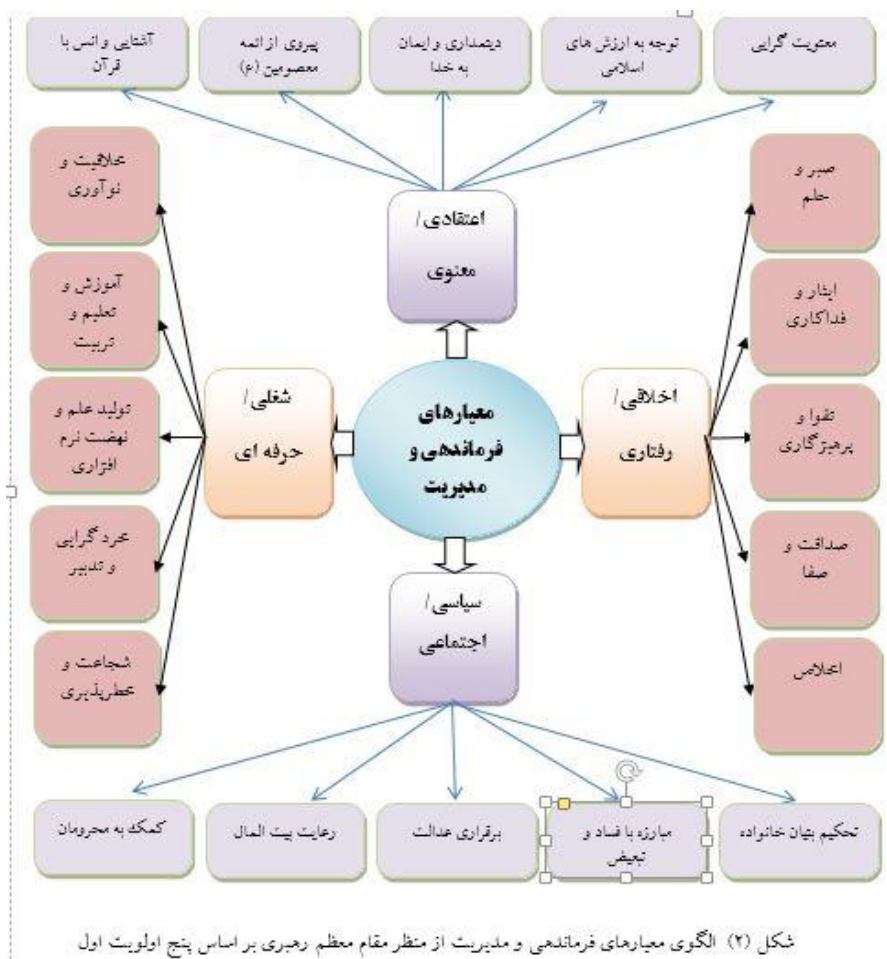 معنویت گرایی
توجه به ارزش های
اسلامی
دینداری و ایمان
به خدا
پیروی از ائمه
معصومین (ع)
آشنایی و انس با
قرآن
اعتقادی/
معنوی
صبر و
حلم
ایثار و
فداکاری
تقوا و
پرهیزگاری
صداقت و
صفا
اخلاص
اخلاقی/
رفتاری
معیارهای
فرماندهی و
مدیریت
شغلی/
حرفه ای
خلاقیت و
نوآوری
آموزش و
تعلیم و
تربیت
تولید علم و
نهضت نرم
افزاری
خرد گرایی
و تدبیر
شجاعت و
خطرپذیری
سیاسی/
اجتماعی
تحکیم بنیان خانواده
مبارزه با فساد و
تبعیض
برقراری عدالت
رعایت بیت المال
کمک به محرومان
شکل (۲) الگوی معیارهای فرماندهی و مدیریت از منظر مقام معظم رهبری بر اساس پنج اولویت اول